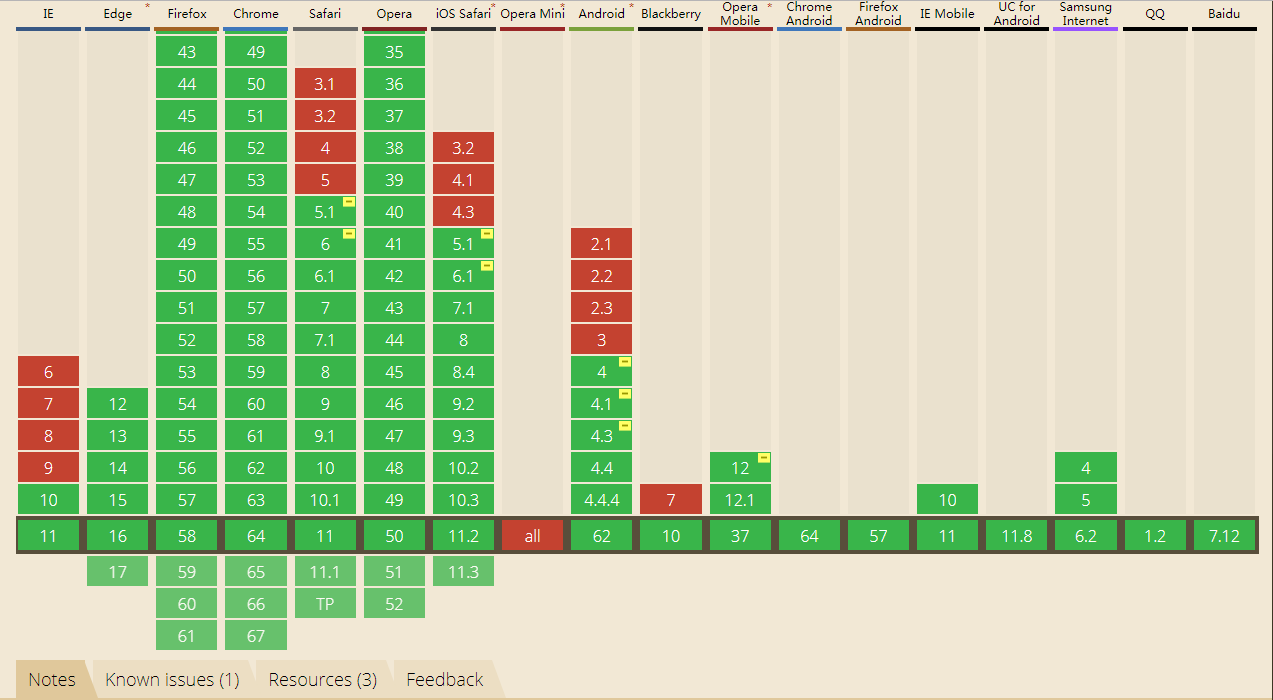 IE Edge * Firefox Chrome Safari Opera iOS Safari * Opera Mini * Android * Blackberry Opera Mobile * Chrome Android Firefox Android IE Mobile UC for Android Samsung Internet QQ Baidu
43 49 35
44 50 3.1 36
45 51 3.2 37
46 52 4 38 3.2
47 53 5 39 4.1
48 54 5.1 40 4.3
49 55 6 41 5.1 2.1
50 56 6.1 42 6.1 2.2
51 57 7 43 7.1 2.3
52 58 7.1 44 8 3
6 53 59 8 45 8.4 4
7 12 54 60 9 46 9.2 4.1
8 13 55 61 9.1 47 9.3 4.3
9 14 56 62 10 48 10.2 4.4 12 4
10 15 57 63 10.1 49 10.3 4.4.4 7 12.1 10 5
11 16 58 64 11 50 11.2 all 62 10 37 64 57 11 11.8 6.2 1.2 7.12
17 59 65 11.1 51 11.3
60 66 TP 52
61 67
Notes Known issues (1) Resources (3) Feedback